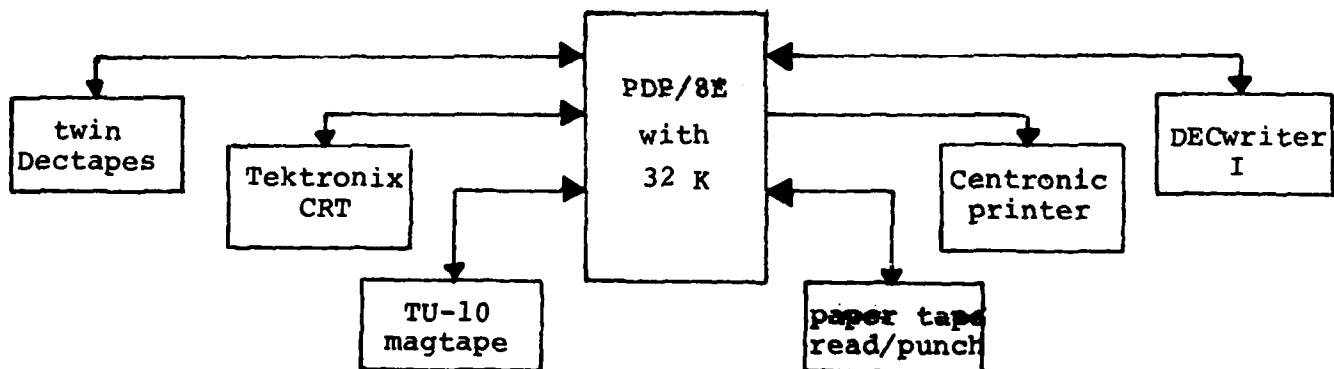 PDP/8E
with
32 K
twin
Dectapes
Tektronix
CRT
TU-10
magtape
Centronic
printer
DECwriter
I
paper tape
read/punch